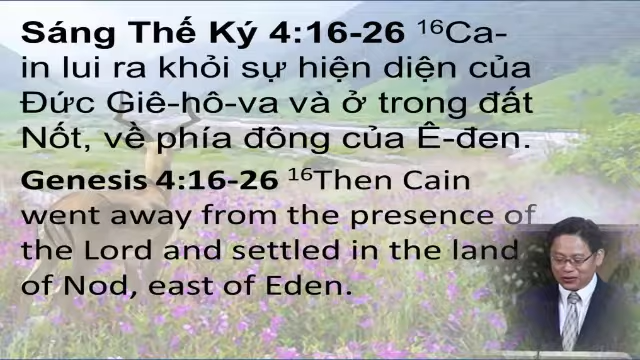 Sáng Thế Ký 4:16-26 ¹⁶Ca-
in lui ra khỏi sự hiện diện của
Đức Giê-hô-va và ở trong đất
Nốt, về phía đông của Ê-đen.
Genesis 4:16-26 ¹⁶Then Cain
went away from the presence of
the Lord and settled in the land
of Nod, east of Eden.